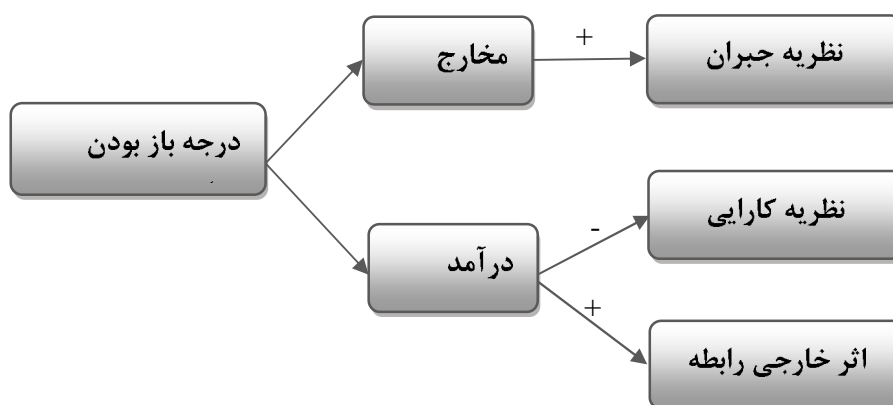 درجه باز بودن
مخارج
+
نظریه جبران
درآمد
-
نظریه کارایی
+
اثر خارجی رابطه